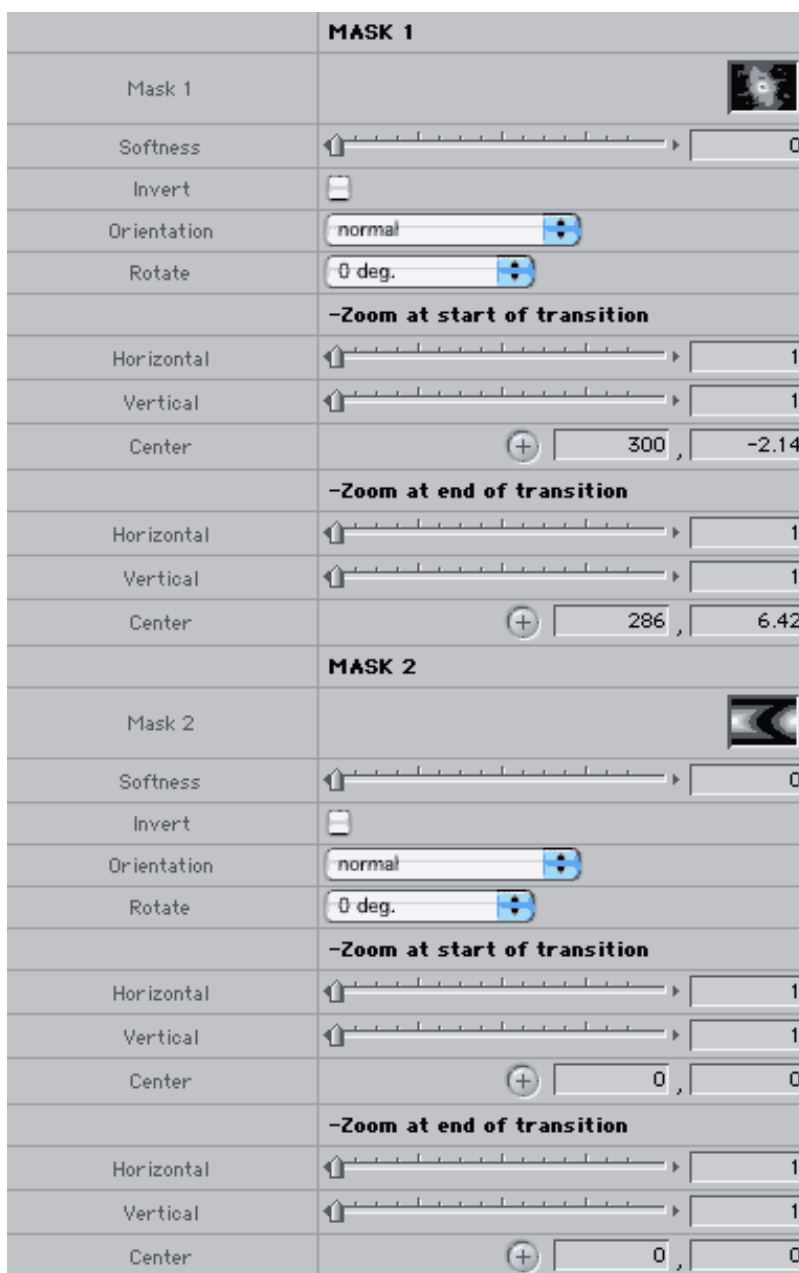 MASK 1
Mask 1
Softness 0
Invert
Orientation normal
Rotate 0 deg.
-Zoom at start of transition
Horizontal 1
Vertical 1
Center 300 , -2.14
-Zoom at end of transition
Horizontal 1
Vertical 1
Center 286 , 6.42
MASK 2
Mask 2
Softness 0
Invert
Orientation normal
Rotate 0 deg.
-Zoom at start of transition
Horizontal 1
Vertical 1
Center 0 , 0
-Zoom at end of transition
Horizontal 1
Vertical 1
Center 0 , 0